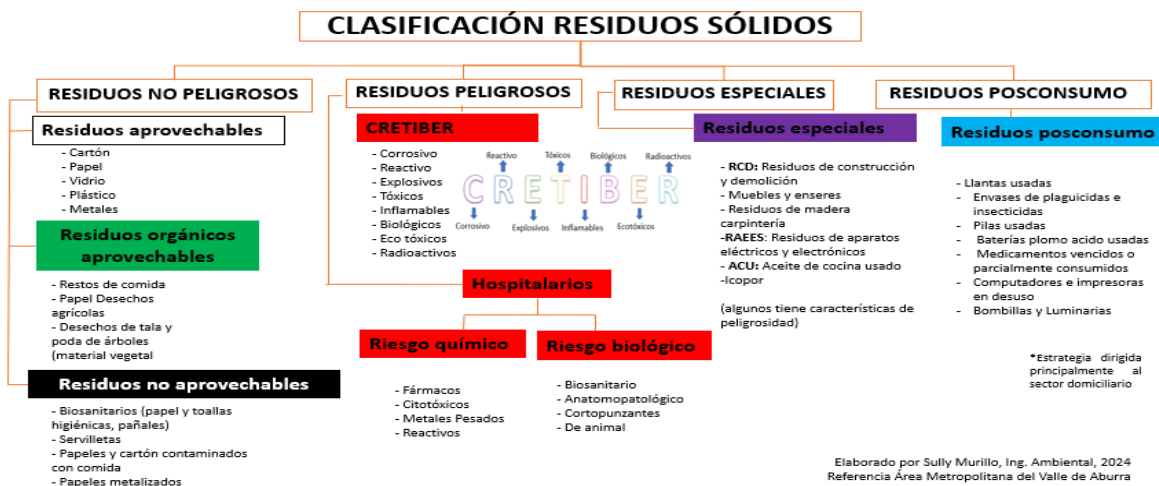 CLASIFICACIÓN RESIDUOS SÓLIDOS
RESIDUOS NO PELIGROSOS
Residuos aprovechables
- Cartón
- Papel
- Vidrio
- Plástico
- Metales
Residuos orgánicos
aprovechables
- Restos de comida
- Papel Desechos
agrícolas
- Desechos de tala y
poda de árboles
(material vegetal
Residuos no aprovechables
- Biosanitarios (papel y toallas
higiénicas, pañales)
- Servilletas
- Papeles y cartón contaminados
con comida
- Papeles metalizados
RESIDUOS PELIGROSOS
CRETIBER
- Corrosivo
- Reactivo
- Explosivos
- Tóxicos
- Inflamables
- Biológicos
- Eco tóxicos
- Radioactivos
Reactivo Tóxicos Biológicos Radioactivos
CRETIBER
Corrosivo Explosivos Inflamables Ecotóxicos
Hospitalarios
Riesgo químico
- Fármacos
- Citotóxicos
- Metales Pesados
- Reactivos
Riesgo biológico
- Biosanitario
- Anatomopatológico
- Cortopunzantes
- De animal
RESIDUOS ESPECIALES
Residuos especiales
- RCD: Residuos de construcción
y demolición
- Muebles y enseres
- Residuos de madera
carpintería
-RAEES: Residuos de aparatos
eléctricos y electrónicos
- ACU: Aceite de cocina usado
-Icopor
(algunos tiene características de
peligrosidad)
RESIDUOS POSCONSUMO
Residuos posconsumo
-Llantas usadas
- Envases de plaguicidas e
insecticidas
- Pilas usadas
- Baterías plomo acido usadas
- Medicamentos vencidos o
parcialmente consumidos
- Computadores e impresoras
en desuso
- Bombillas y Luminarias
*Estrategia dirigida
principalmente al
sector domiciliario
Elaborado por Sully Murillo, Ing. Ambiental, 2024
Referencia Área Metropolitana del Valle de Aburra